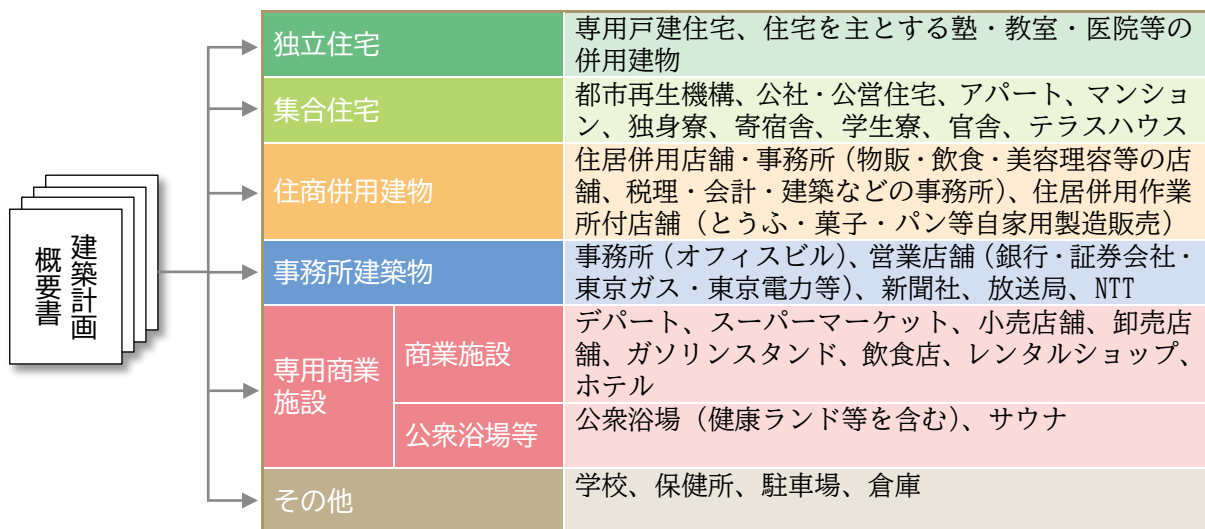 建築計画
概要書
独立住宅
専用戸建住宅、住宅を主とする塾・教室・医院等の
併用建物
集合住宅
都市再生機構、公社・公営住宅、アパート、マンショ
ン、独身寮、寄宿舎、学生寮、官舎、テラスハウス
住商併用建物
住居併用店舗・事務所（物販・飲食・美容理容等の店
舗、税理・会計・建築などの事務所）、住居併用作業
所付店舗（とうふ・菓子・パン等自家用製造販売）
事務所建築物
事務所（オフィスビル）、営業店舗（銀行・証券会社・
東京ガス・東京電力等）、新聞社、放送局、NTT
専用商業
施設
商業施設
デパート、スーパーマーケット、小売店舗、卸売店
舗、ガソリンスタンド、飲食店、レンタルショップ、
ホテル
公衆浴場等
公衆浴場（健康ランド等を含む）、サウナ
その他
学校、保健所、駐車場、倉庫